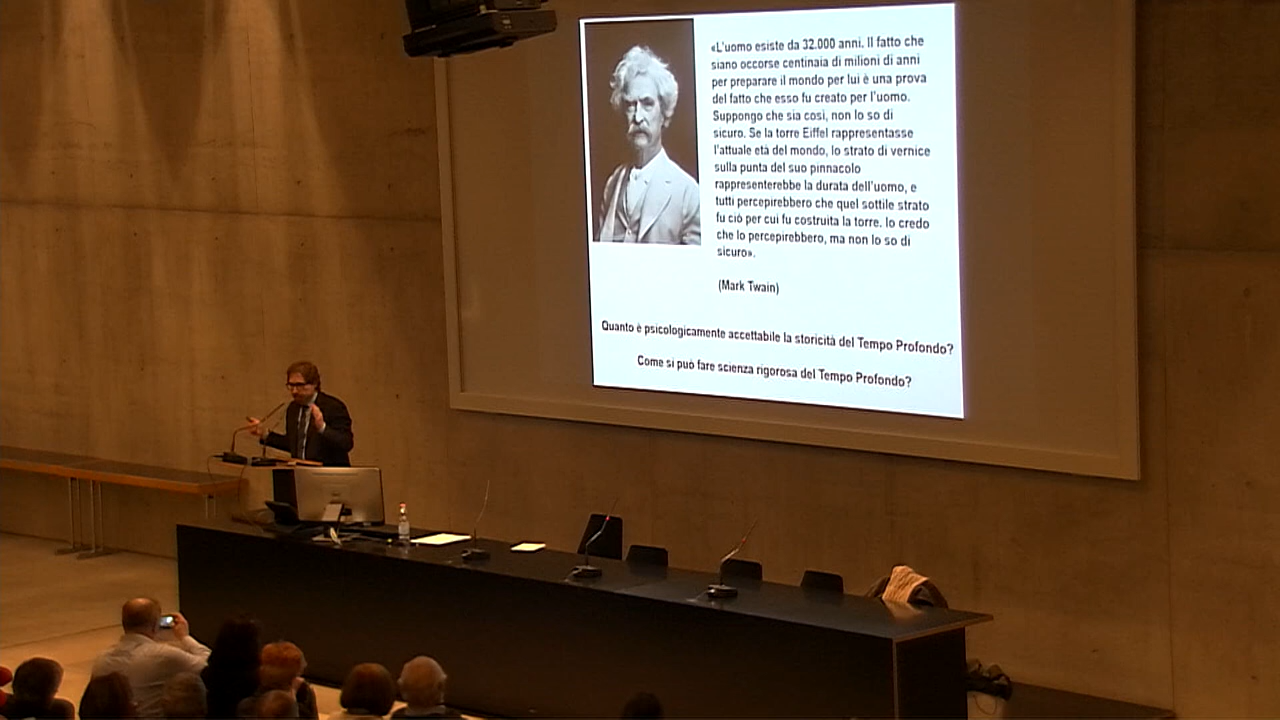 «L'uomo esiste da 32.000 anni. Il fatto che
siano occorse centinaia di milioni di anni
per preparare il mondo per lui è una prova
del fatto che esso fu creato per l'uomo.
Suppongo che sia così, non lo so di
sicuro. Se la torre Eiffel rappresentasse
l'attuale età del mondo, lo strato di vernice
sulla punta del suo pinnacolo
rappresenterebbe la durata dell'uomo, e
tutti percepirebbero che quel sottile strato
fu ciò per cui fu costruita la torre. Io credo
che lo percepirebbero, ma non lo so di
sicuro».
(Mark Twain)
Quanto è psicologicamente accettabile la storicità del Tempo Profondo?
Come si può fare scienza rigorosa del Tempo Profondo?